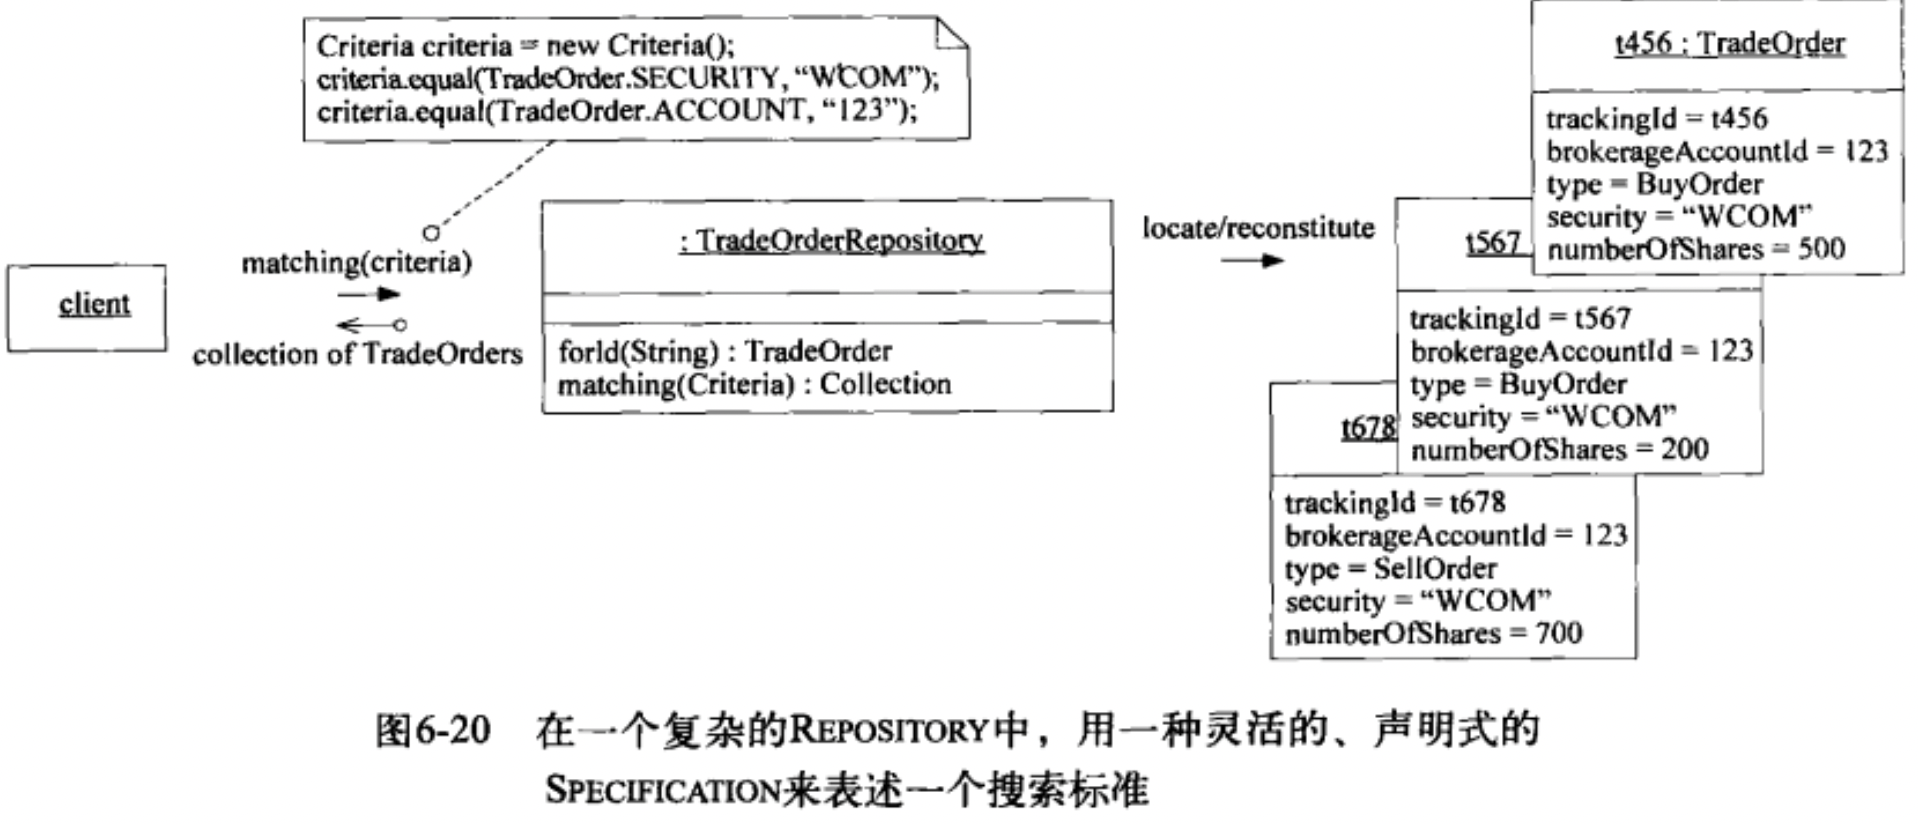 Criteria criteria = new Criteria();
criteria.equal(TradeOrder.SECURITY, “WCOM”);
criteria.equal(TradeOrder.ACCOUNT, “123”);
client
matching(criteria)
collection of TradeOrders
: TradeOrderRepository
forId(String) : TradeOrder
matching(Criteria) : Collection
locate/reconstitute
t456 : TradeOrder
trackingId = t456
brokerageAccountId = 123
type = BuyOrder
security = “WCOM”
numberOfShares = 500
t567
trackingId = t567
brokerageAccountId = 123
type = BuyOrder
security = “WCOM”
numberOfShares = 200
t678
trackingId = t678
brokerageAccountId = 123
type = SellOrder
security = “WCOM”
numberOfShares = 700
图6-20 在一个复杂的REPOSITORY中，用一种灵活的、声明式的
SPECIFICATION来表述一个搜索标准